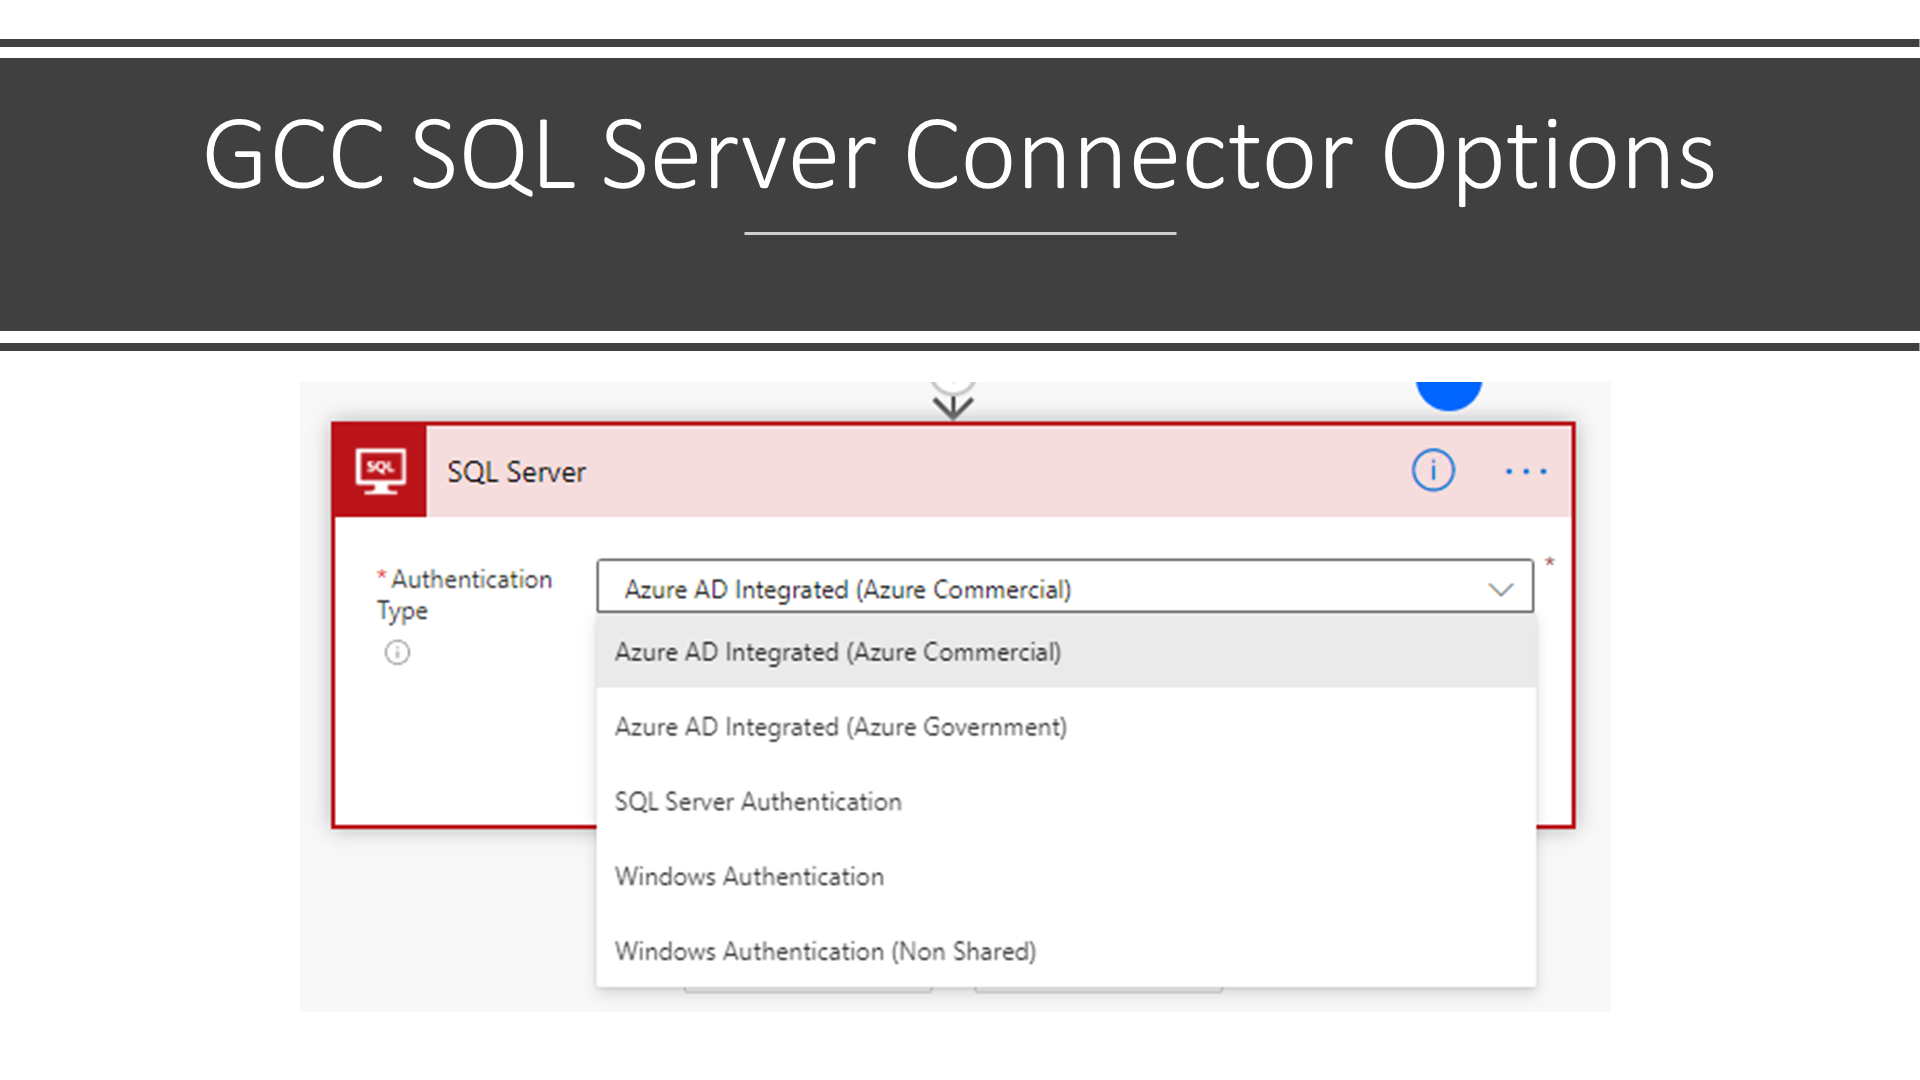 GCC SQL Server Connector Options
SQL
SQL Server
* Authentication
Type
Azure AD Integrated (Azure Commercial)
*
Azure AD Integrated (Azure Commercial)
Azure AD Integrated (Azure Government)
SQL Server Authentication
Windows Authentication
Windows Authentication (Non Shared)